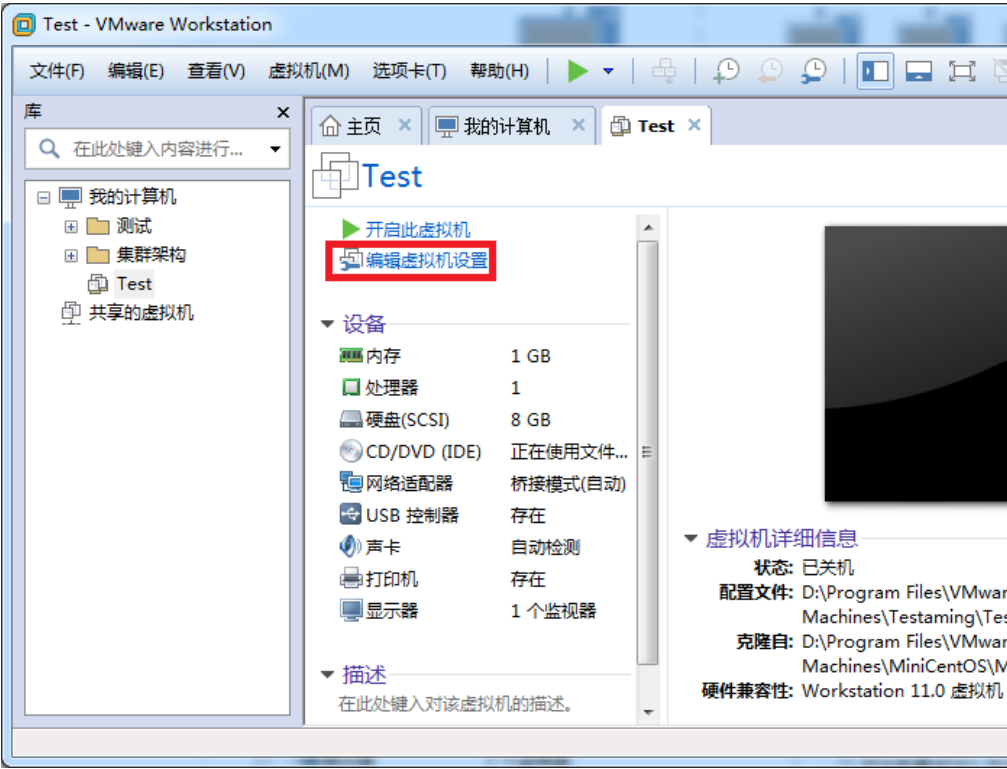 Test - VMware Workstation
文件(F) 编辑(E) 查看(V) 虚拟机(M) 选项卡(T) 帮助(H)
库
在此处键入内容进行...
我的计算机
测试
集群架构
Test
共享的虚拟机
主页 我的计算机 Test
Test
开启此虚拟机
编辑虚拟机设置
设备
内存 1 GB
处理器 1
硬盘(SCSI) 8 GB
CD/DVD (IDE) 正在使用文件...
网络适配器 桥接模式(自动)
USB 控制器 存在
声卡 自动检测
打印机 存在
显示器 1 个监视器
描述
在此处键入对该虚拟机的描述。
虚拟机详细信息
状态: 已关机
配置文件: D:\Program Files\VMwar
Machines\Testaming\Tes
克隆自: D:\Program Files\VMwar
Machines\MiniCentOS\M
硬件兼容性: Workstation 11.0 虚拟机